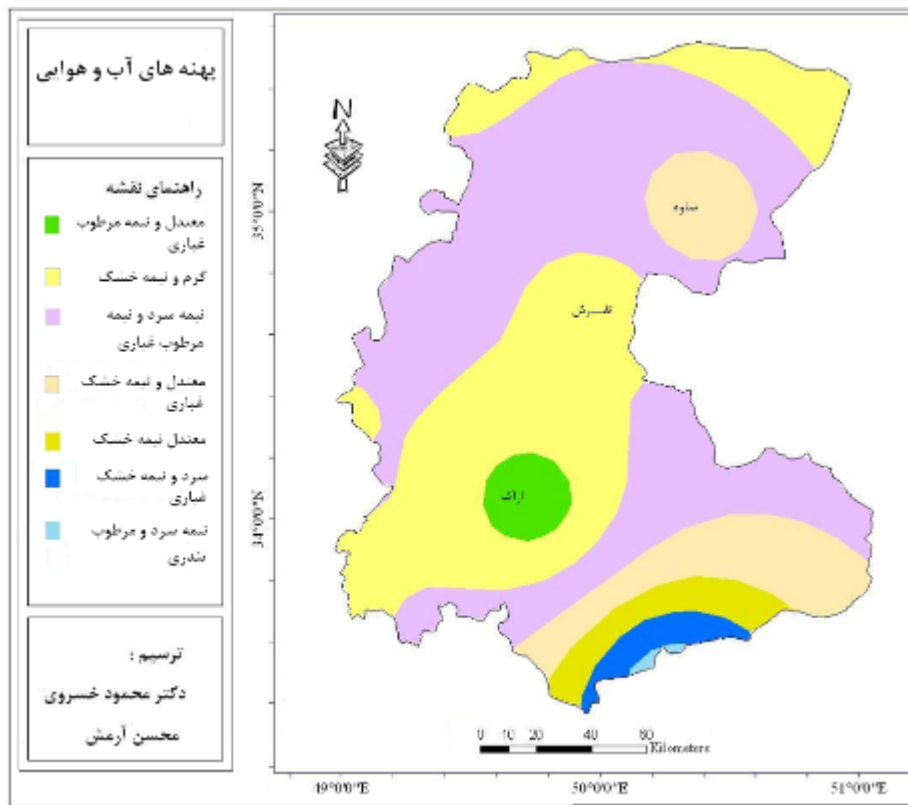 پهنه های آب و هوایی
راهنمای نقشه
معتدل و نیمه مرطوب
غباری
گرم و نیمه خشک
نیمه سرد و نیمه
مرطوب غباری
معتدل و نیمه خشک
غباری
معتدل نیمه خشک
سرد و نیمه خشک
غباری
نیمه سرد و مرطوب
بندری
ترسیم :
دکتر محمود خسروی
محسن آرمش
N
ساوه
تفـرش
اراک
35°0'0"N
34°0'0"N
0 10 20 40 60
Kilometers
49°0'0"E 50°0'0"E 51°0'0"E